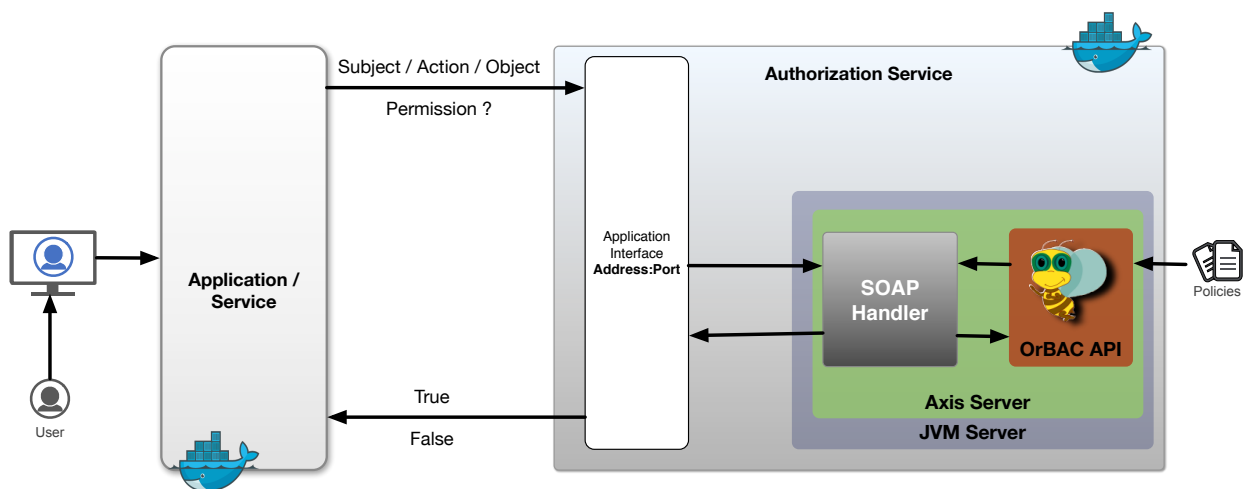 Subject / Action / Object
Permission ?
Authorization Service
Application
Interface
Address:Port
Application /
Service
SOAP
Handler
OrBAC API
Policies
Axis Server
JVM Server
True
False
User